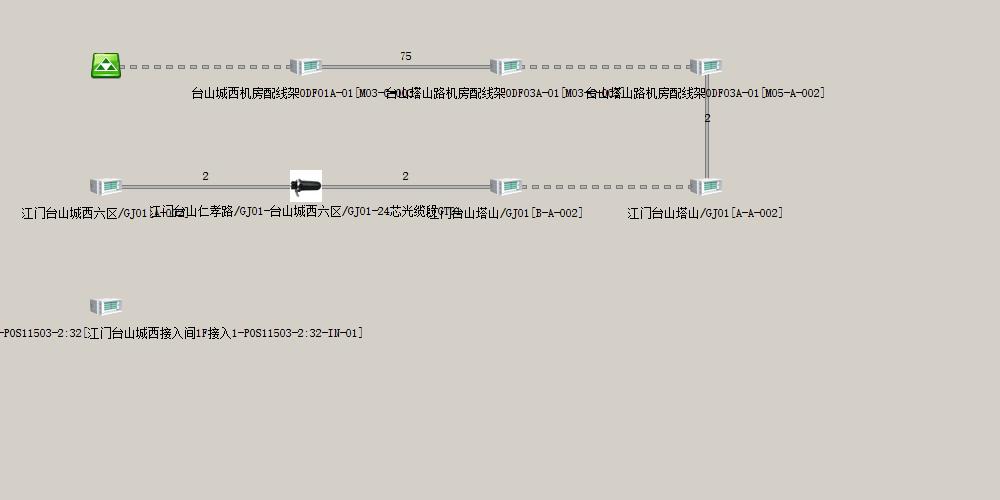 75
台山城西机房配线架ODF01A-01[M03-C
台山塔山路机房配线架ODF03A-01[M03-
台山塔山路机房配线架ODF03A-01[M05-A-002]
2
2
2
江门台山城西六区/GJ01
江门台山仁孝路/GJ01-台山城西六区/GJ01-24芯光缆段GT
江门台山塔山/GJ01[B-A-002]
江门台山塔山/GJ01[A-A-002]
-POS11503-2:32[江门台山城西接入间1F接入1-POS11503-2:32-IN-01]